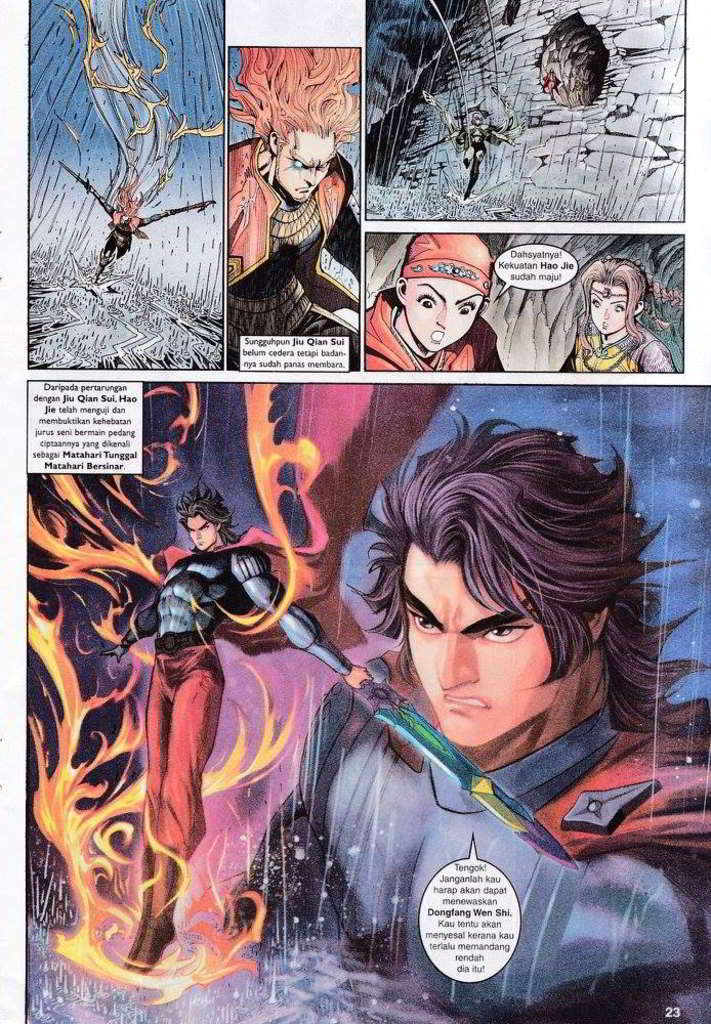 Sungguhpun Jiu Qian Sui
belum cedera tetapi badan-
nya sudah panas membara.
Dahsyatnya!
Kekuatan Hao Jie
sudah maju!
Daripada pertarungan
dengan Jiu Qian Sui, Hao
Jie telah menguji dan
membuktikan kehebatan
jurus seni bermain pedang
ciptaannya yang dikenali
sebagai Matahari Tunggal
Matahari Bersinar.
Tengok!
Janganlah kau
harap akan dapat
menewaskan
Dongfang Wen Shi.
Kau tentu akan
menyesal kerana kau
terlalu memandang
rendah
dia itu!
23